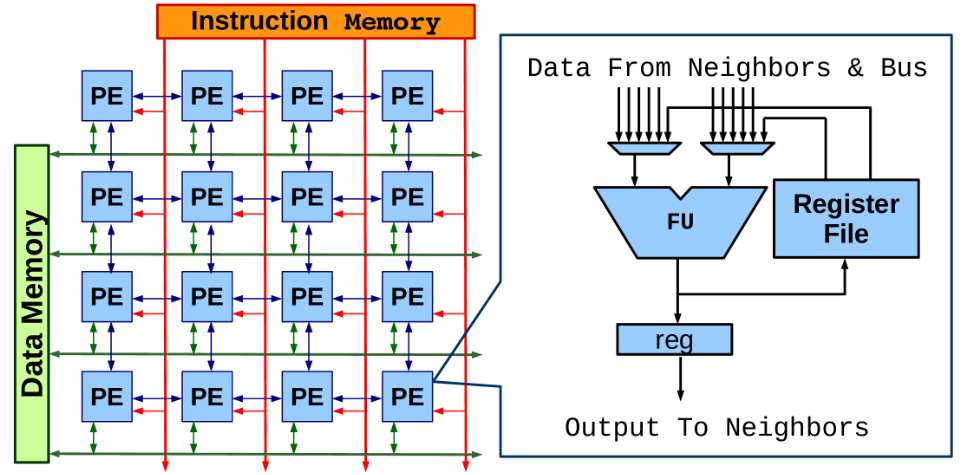 Instruction Memory
Data From Neighbors & Bus
PE PE PE PE
PE PE PE PE
Data Memory
FU
Register
File
PE PE PE PE
reg
PE PE PE PE
Output To Neighbors